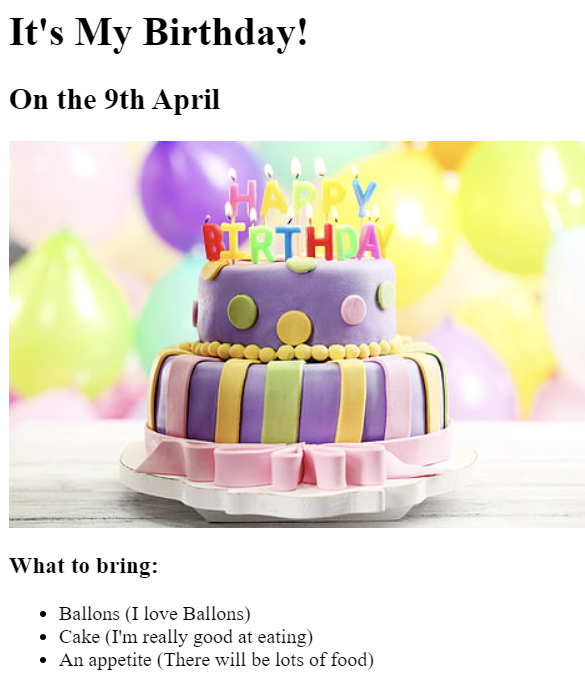 It's My Birthday!
On the 9th April
HAPPY
BIRTHDAY
What to bring:
Ballons (I love Ballons)
Cake (I'm really good at eating)
An appetite (There will be lots of food)